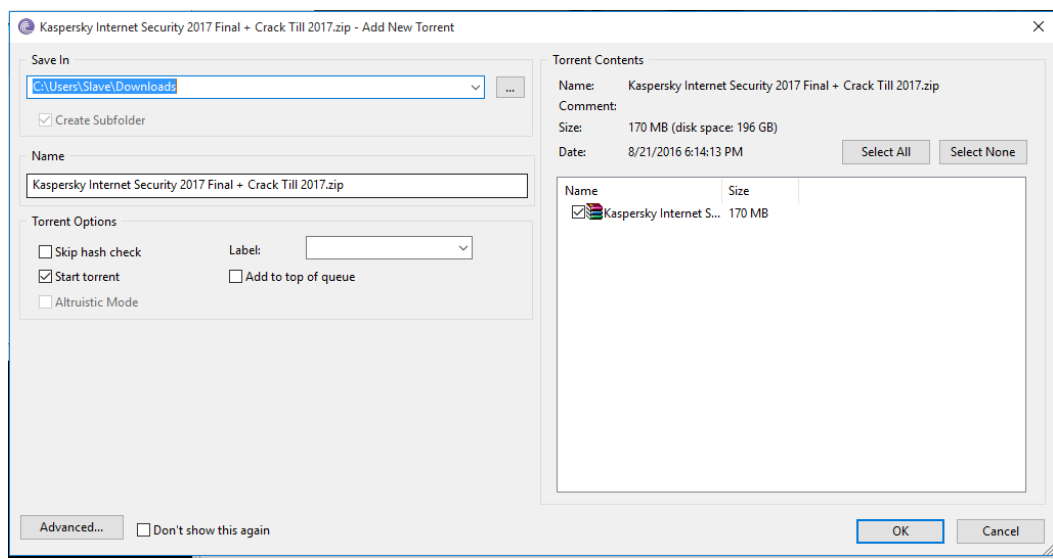 Kaspersky Internet Security 2017 Final + Crack Till 2017.zip - Add New Torrent
Save In
C:\Users\Slave\Downloads
...
Create Subfolder
Name
Kaspersky Internet Security 2017 Final + Crack Till 2017.zip
Torrent Options
Skip hash check
Label:
Start torrent
Add to top of queue
Altruistic Mode
Advanced...
Don't show this again
Torrent Contents
Name: Kaspersky Internet Security 2017 Final + Crack Till 2017.zip
Comment:
Size: 170 MB (disk space: 196 GB)
Date: 8/21/2016 6:14:13 PM
Select All
Select None
Name Size
Kaspersky Internet S... 170 MB
OK
Cancel